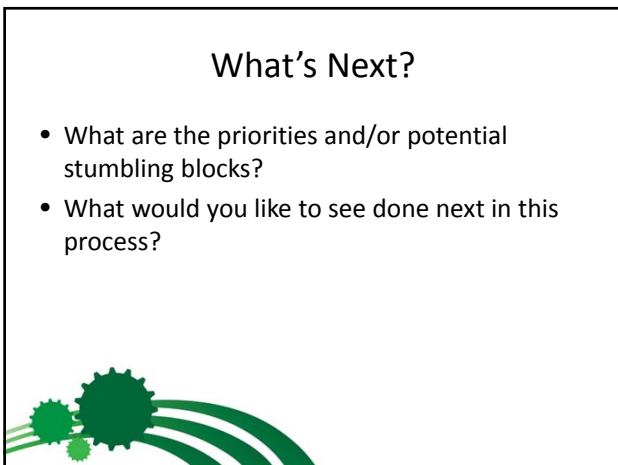 What’s Next?
• What are the priorities and/or potential
stumbling blocks?
• What would you like to see done next in this
process?